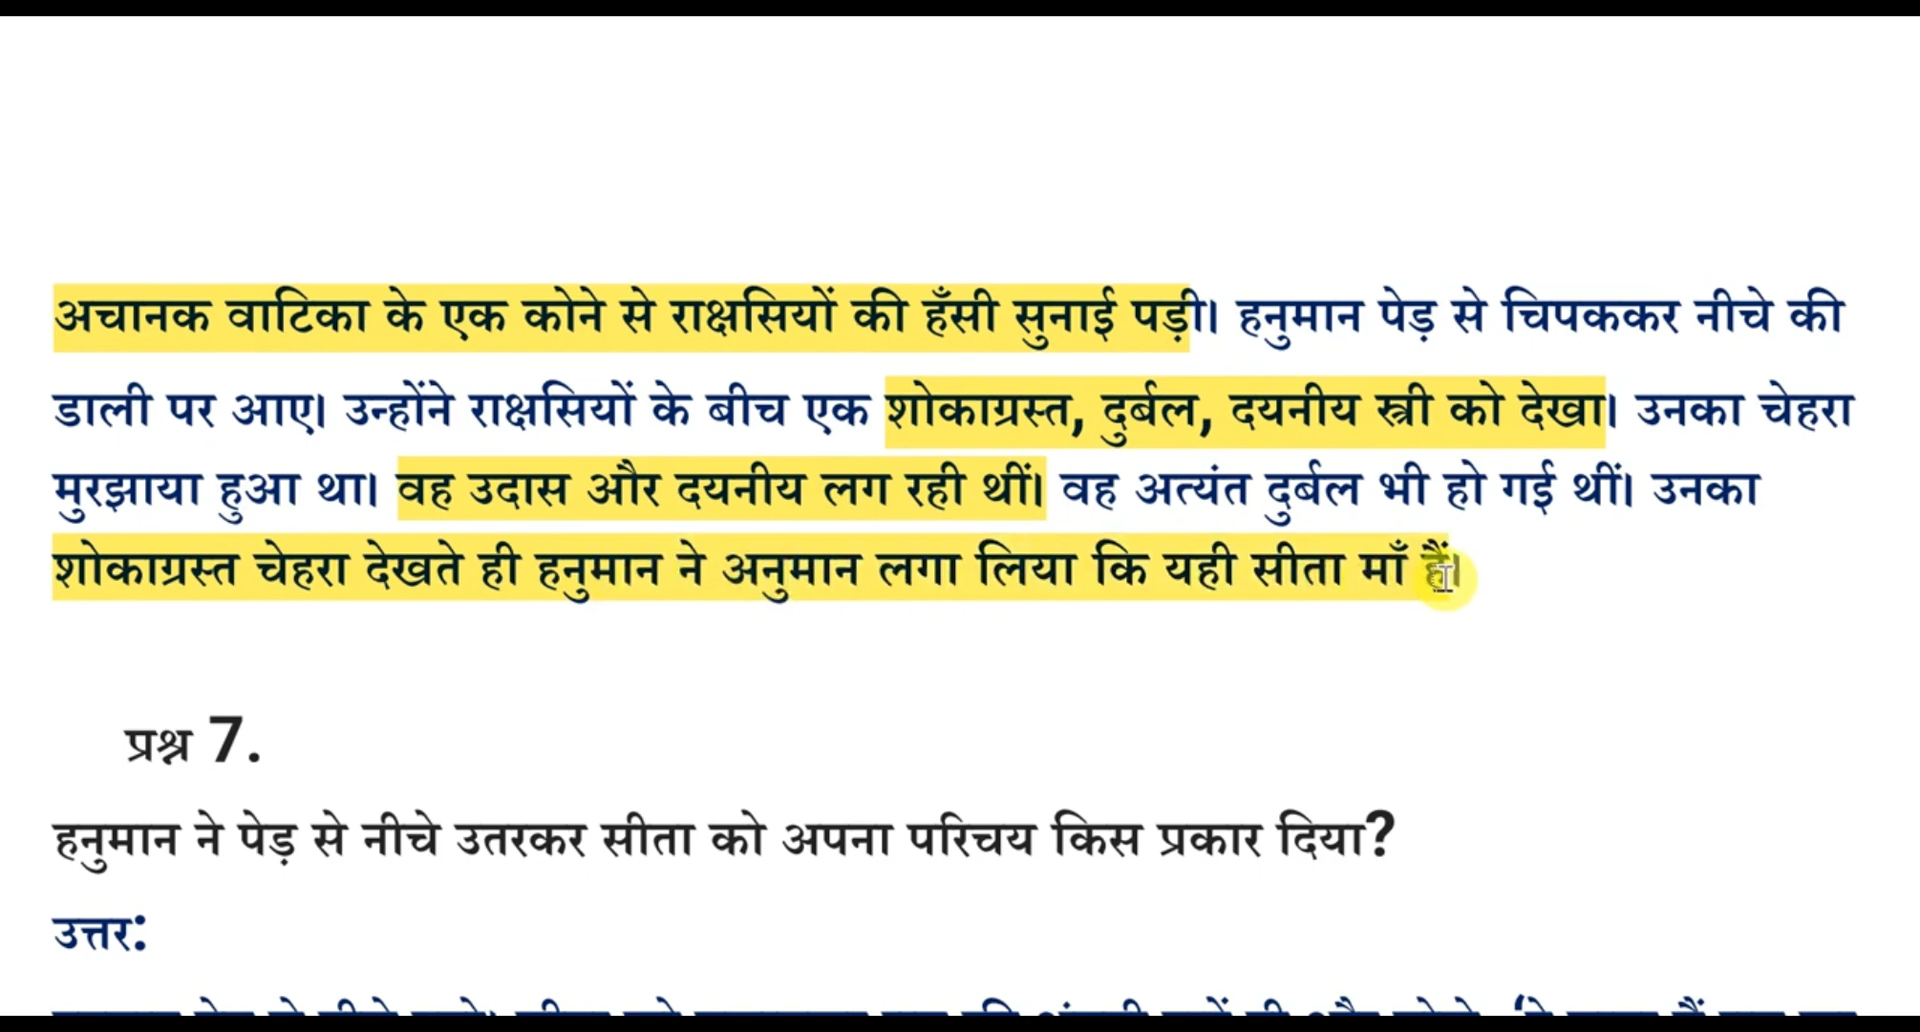 अचानक वाटिका के एक कोने से राक्षसियों की हँसी सुनाई पड़ी। हनुमान पेड़ से चिपककर नीचे की
डाली पर आए। उन्होंने राक्षसियों के बीच एक शोकाग्रस्त, दुर्बल, दयनीय स्त्री को देखा। उनका चेहरा
मुरझाया हुआ था। वह उदास और दयनीय लग रही थीं। वह अत्यंत दुर्बल भी हो गई थीं। उनका
शोकाग्रस्त चेहरा देखते ही हनुमान ने अनुमान लगा लिया कि यही सीता माँ हैं।
प्रश्न 7.
हनुमान ने पेड़ से नीचे उतरकर सीता को अपना परिचय किस प्रकार दिया?
उत्तर: